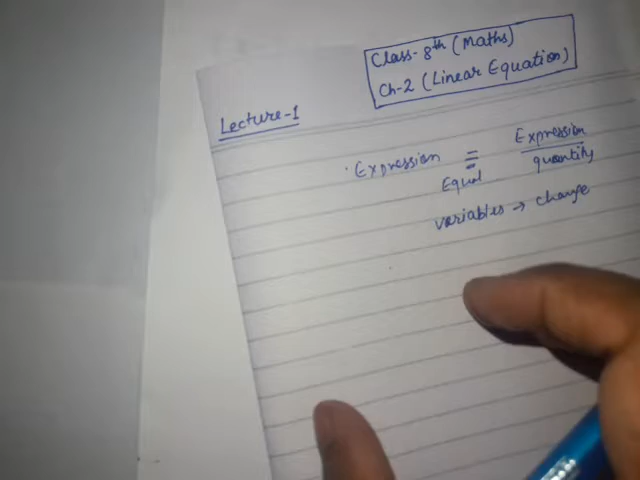 Class-8th (Maths)
Ch-2 (Linear Equation)
Lecture-1
Expression = Expression
Equal quantity
variables → change